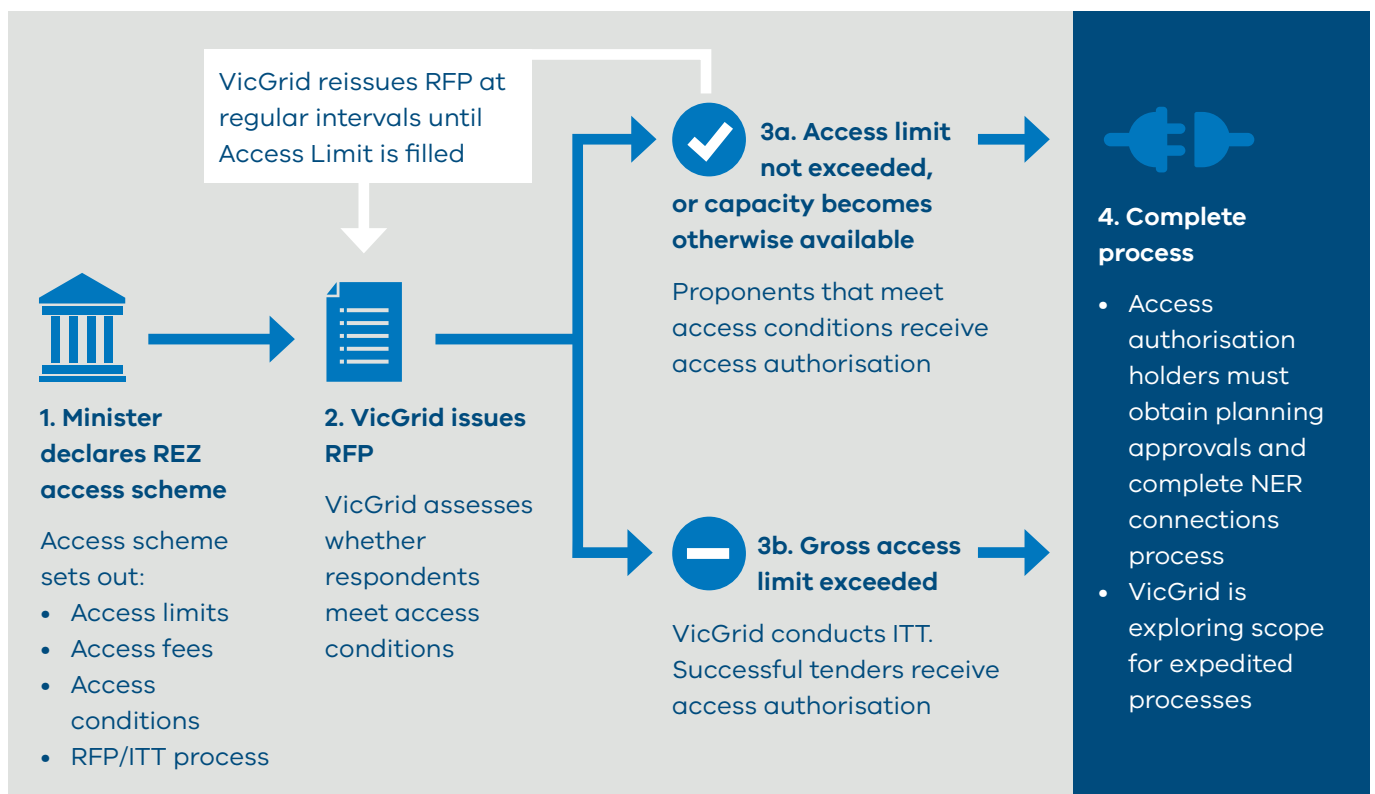 VicGrid reissues RFP at
regular intervals until
Access Limit is filled
1. Minister
declares REZ
access scheme
Access scheme
sets out:
• Access limits
• Access fees
• Access
conditions
• RFP/ITT process
2. VicGrid issues
RFP
VicGrid assesses
whether
respondents
meet access
conditions
3a. Access limit
not exceeded,
or capacity becomes
otherwise available
Proponents that meet
access conditions receive
access authorisation
3b. Gross access
limit exceeded
VicGrid conducts ITT.
Successful tenders receive
access authorisation
4. Complete
process
• Access
authorisation
holders must
obtain planning
approvals and
complete NER
connections
process
• VicGrid is
exploring scope
for expedited
processes